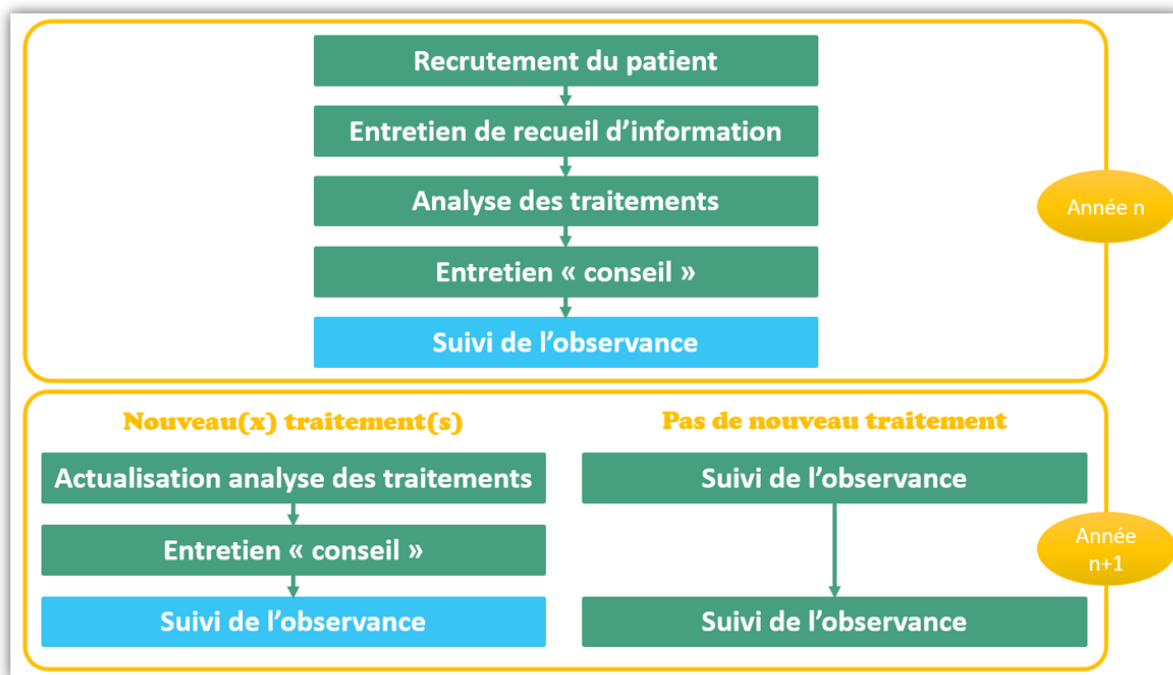 Recrutement du patient
Entretien de recueil d'information
Analyse des traitements
Année n
Entretien « conseil »
Suivi de l'observance
Nouveau(x) traitement(s)
Pas de nouveau traitement
Actualisation analyse des traitements
Suivi de l'observance
Entretien « conseil »
Année
n+1
Suivi de l'observance
Suivi de l'observance